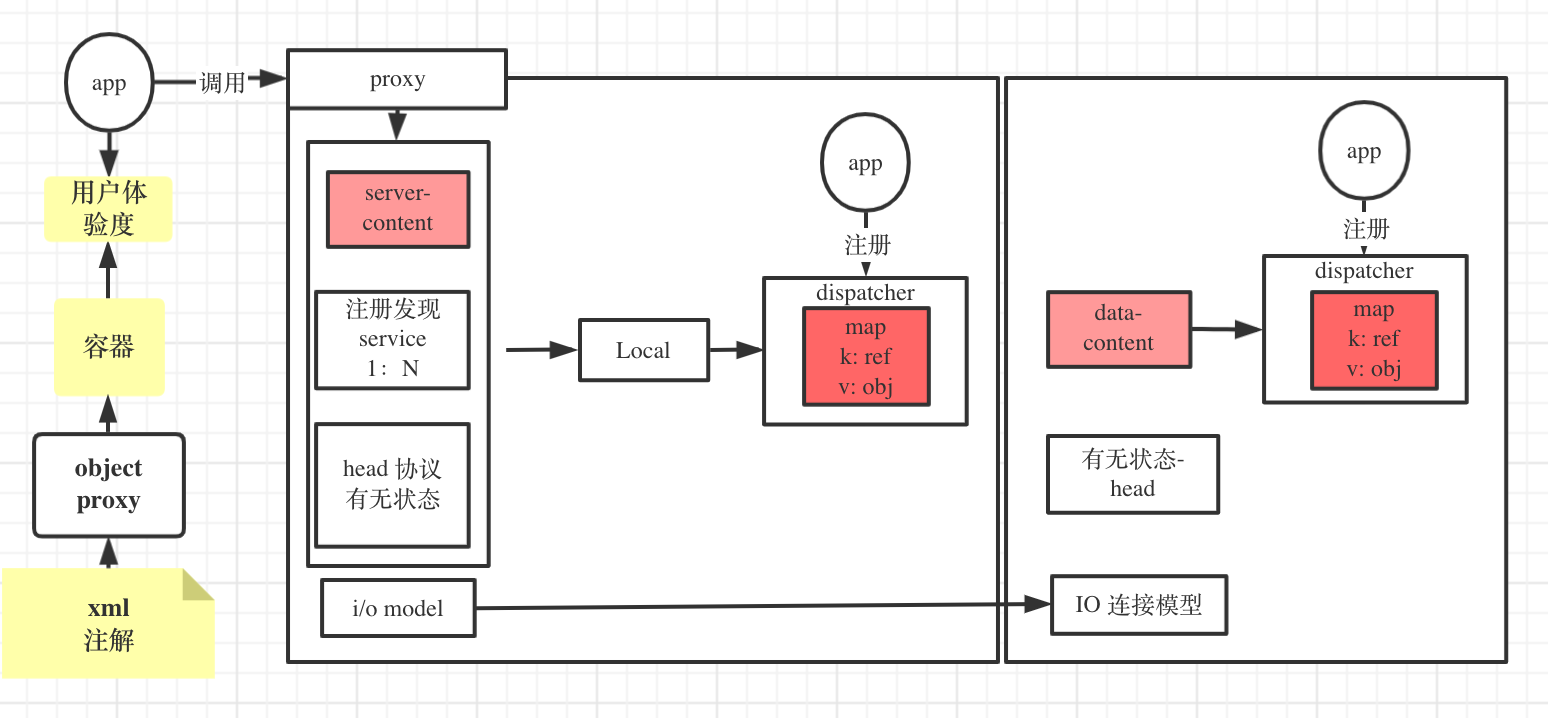 app
调用
proxy
用户体
验度
容器
object
proxy
xml
注解
server-
content
注册发现
service
1： N
head 协议
有无状态
i/o model
Local
app
注册
dispatcher
map
k: ref
v: obj
app
注册
dispatcher
map
k: ref
v: obj
data-
content
有无状态-
head
IO 连接模型